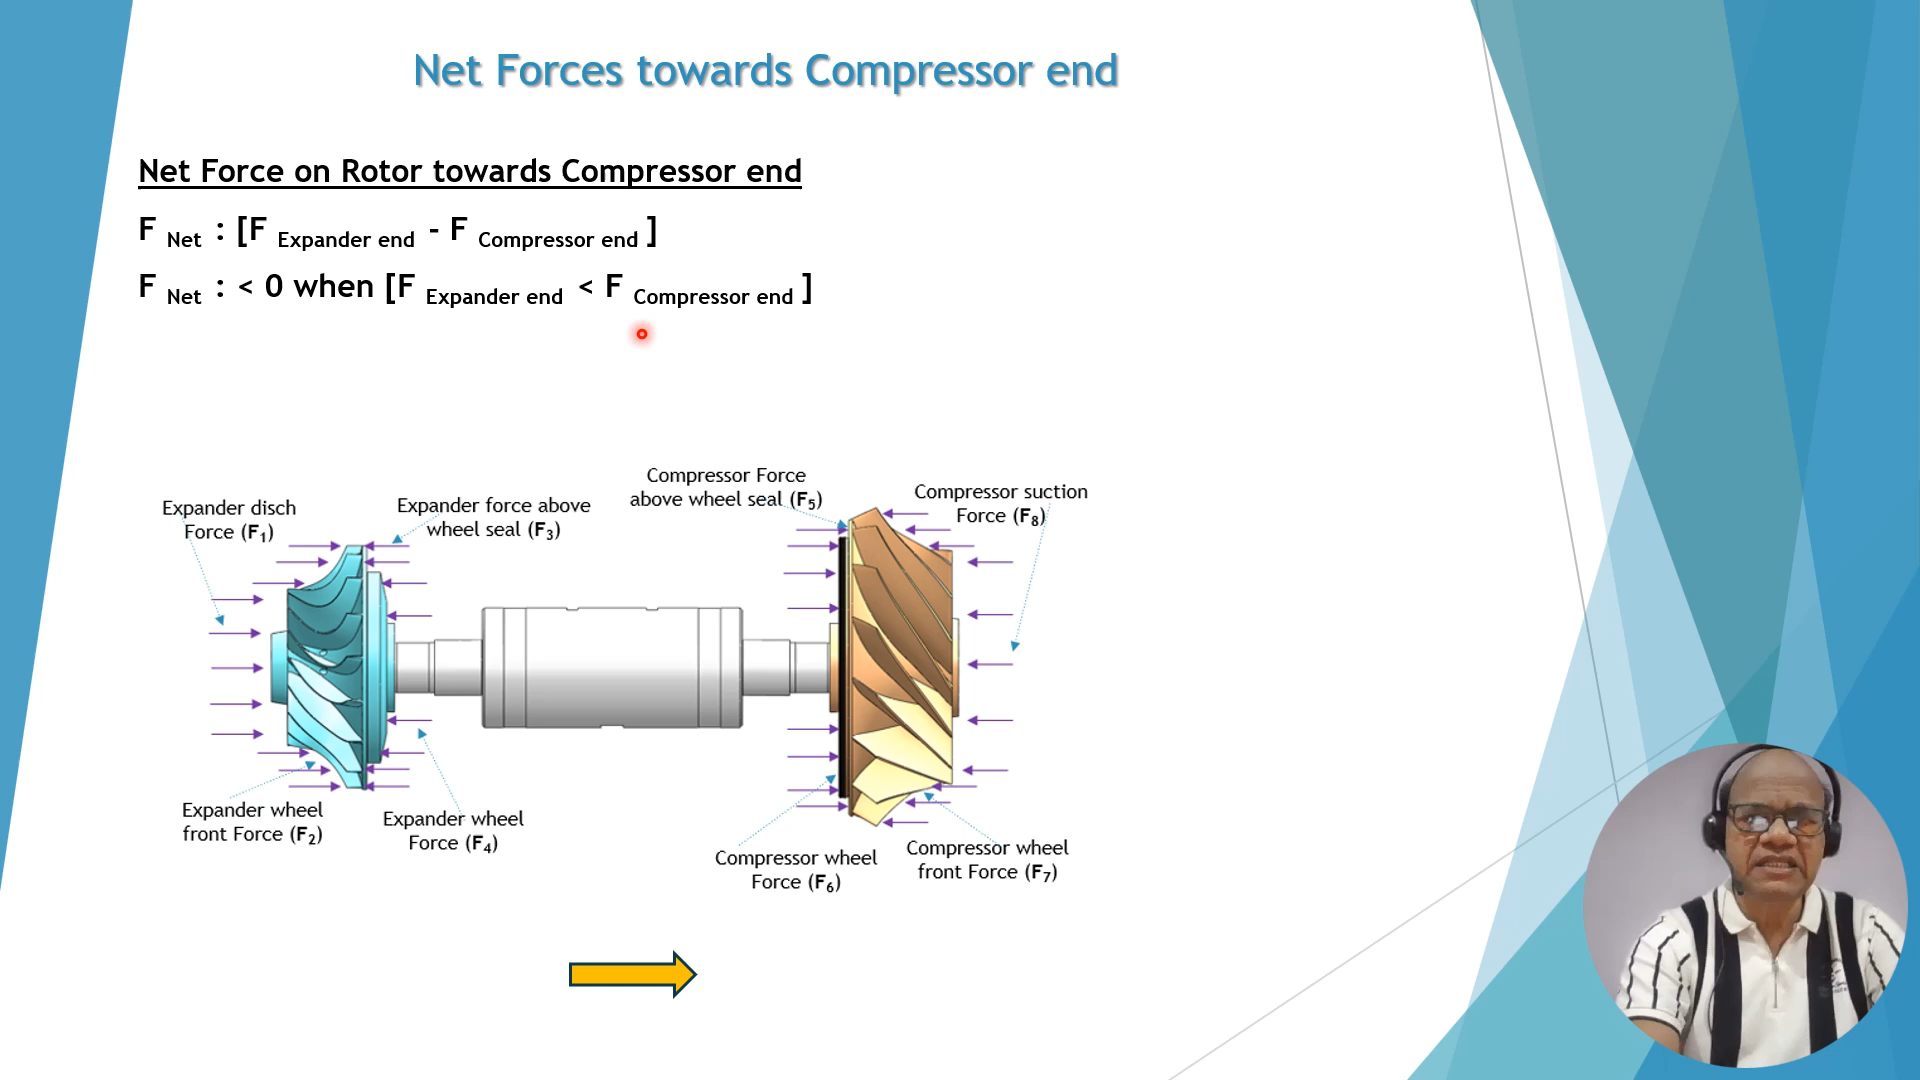 Net Forces towards Compressor end
Net Force on Rotor towards Compressor end
F Net : [F Expander end - F Compressor end ]
F Net : < 0 when [F Expander end < F Compressor end ]
Compressor Force
above wheel seal (F5)
Compressor suction
Force (F8)
Expander disch
Force (F1)
Expander force above
wheel seal (F3)
Expander wheel
front Force (F2)
Expander wheel
Force (F4)
Compressor wheel
Force (F6)
Compressor wheel
front Force (F7)